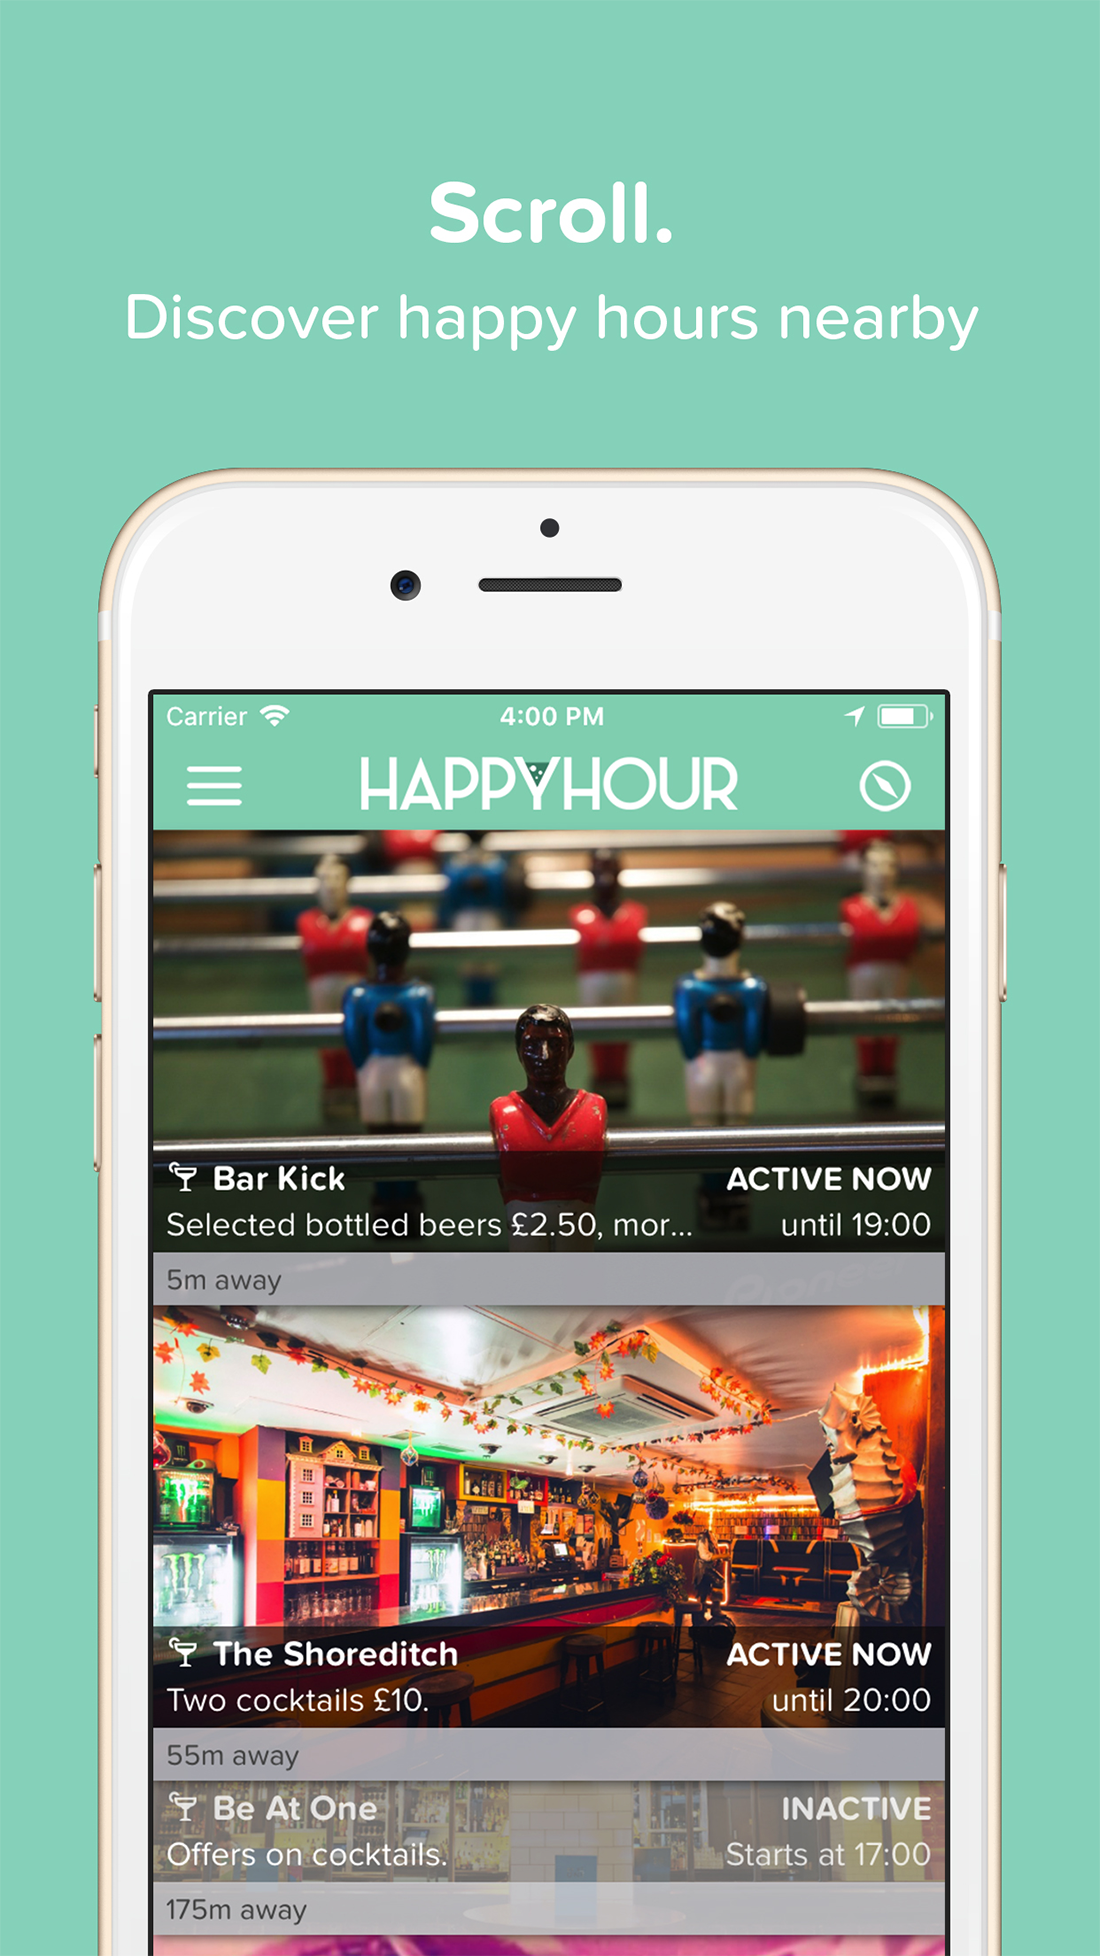 Scroll.
Discover happy hours nearby
Carrier 4:00 PM
HAPPYHOUR
Bar Kick ACTIVE NOW
Selected bottled beers £2.50, mor... until 19:00
5m away
Pioneer
The Shoreditch ACTIVE NOW
Two cocktails £10. until 20:00
55m away
Be At One INACTIVE
Offers on cocktails. Starts at 17:00
175m away